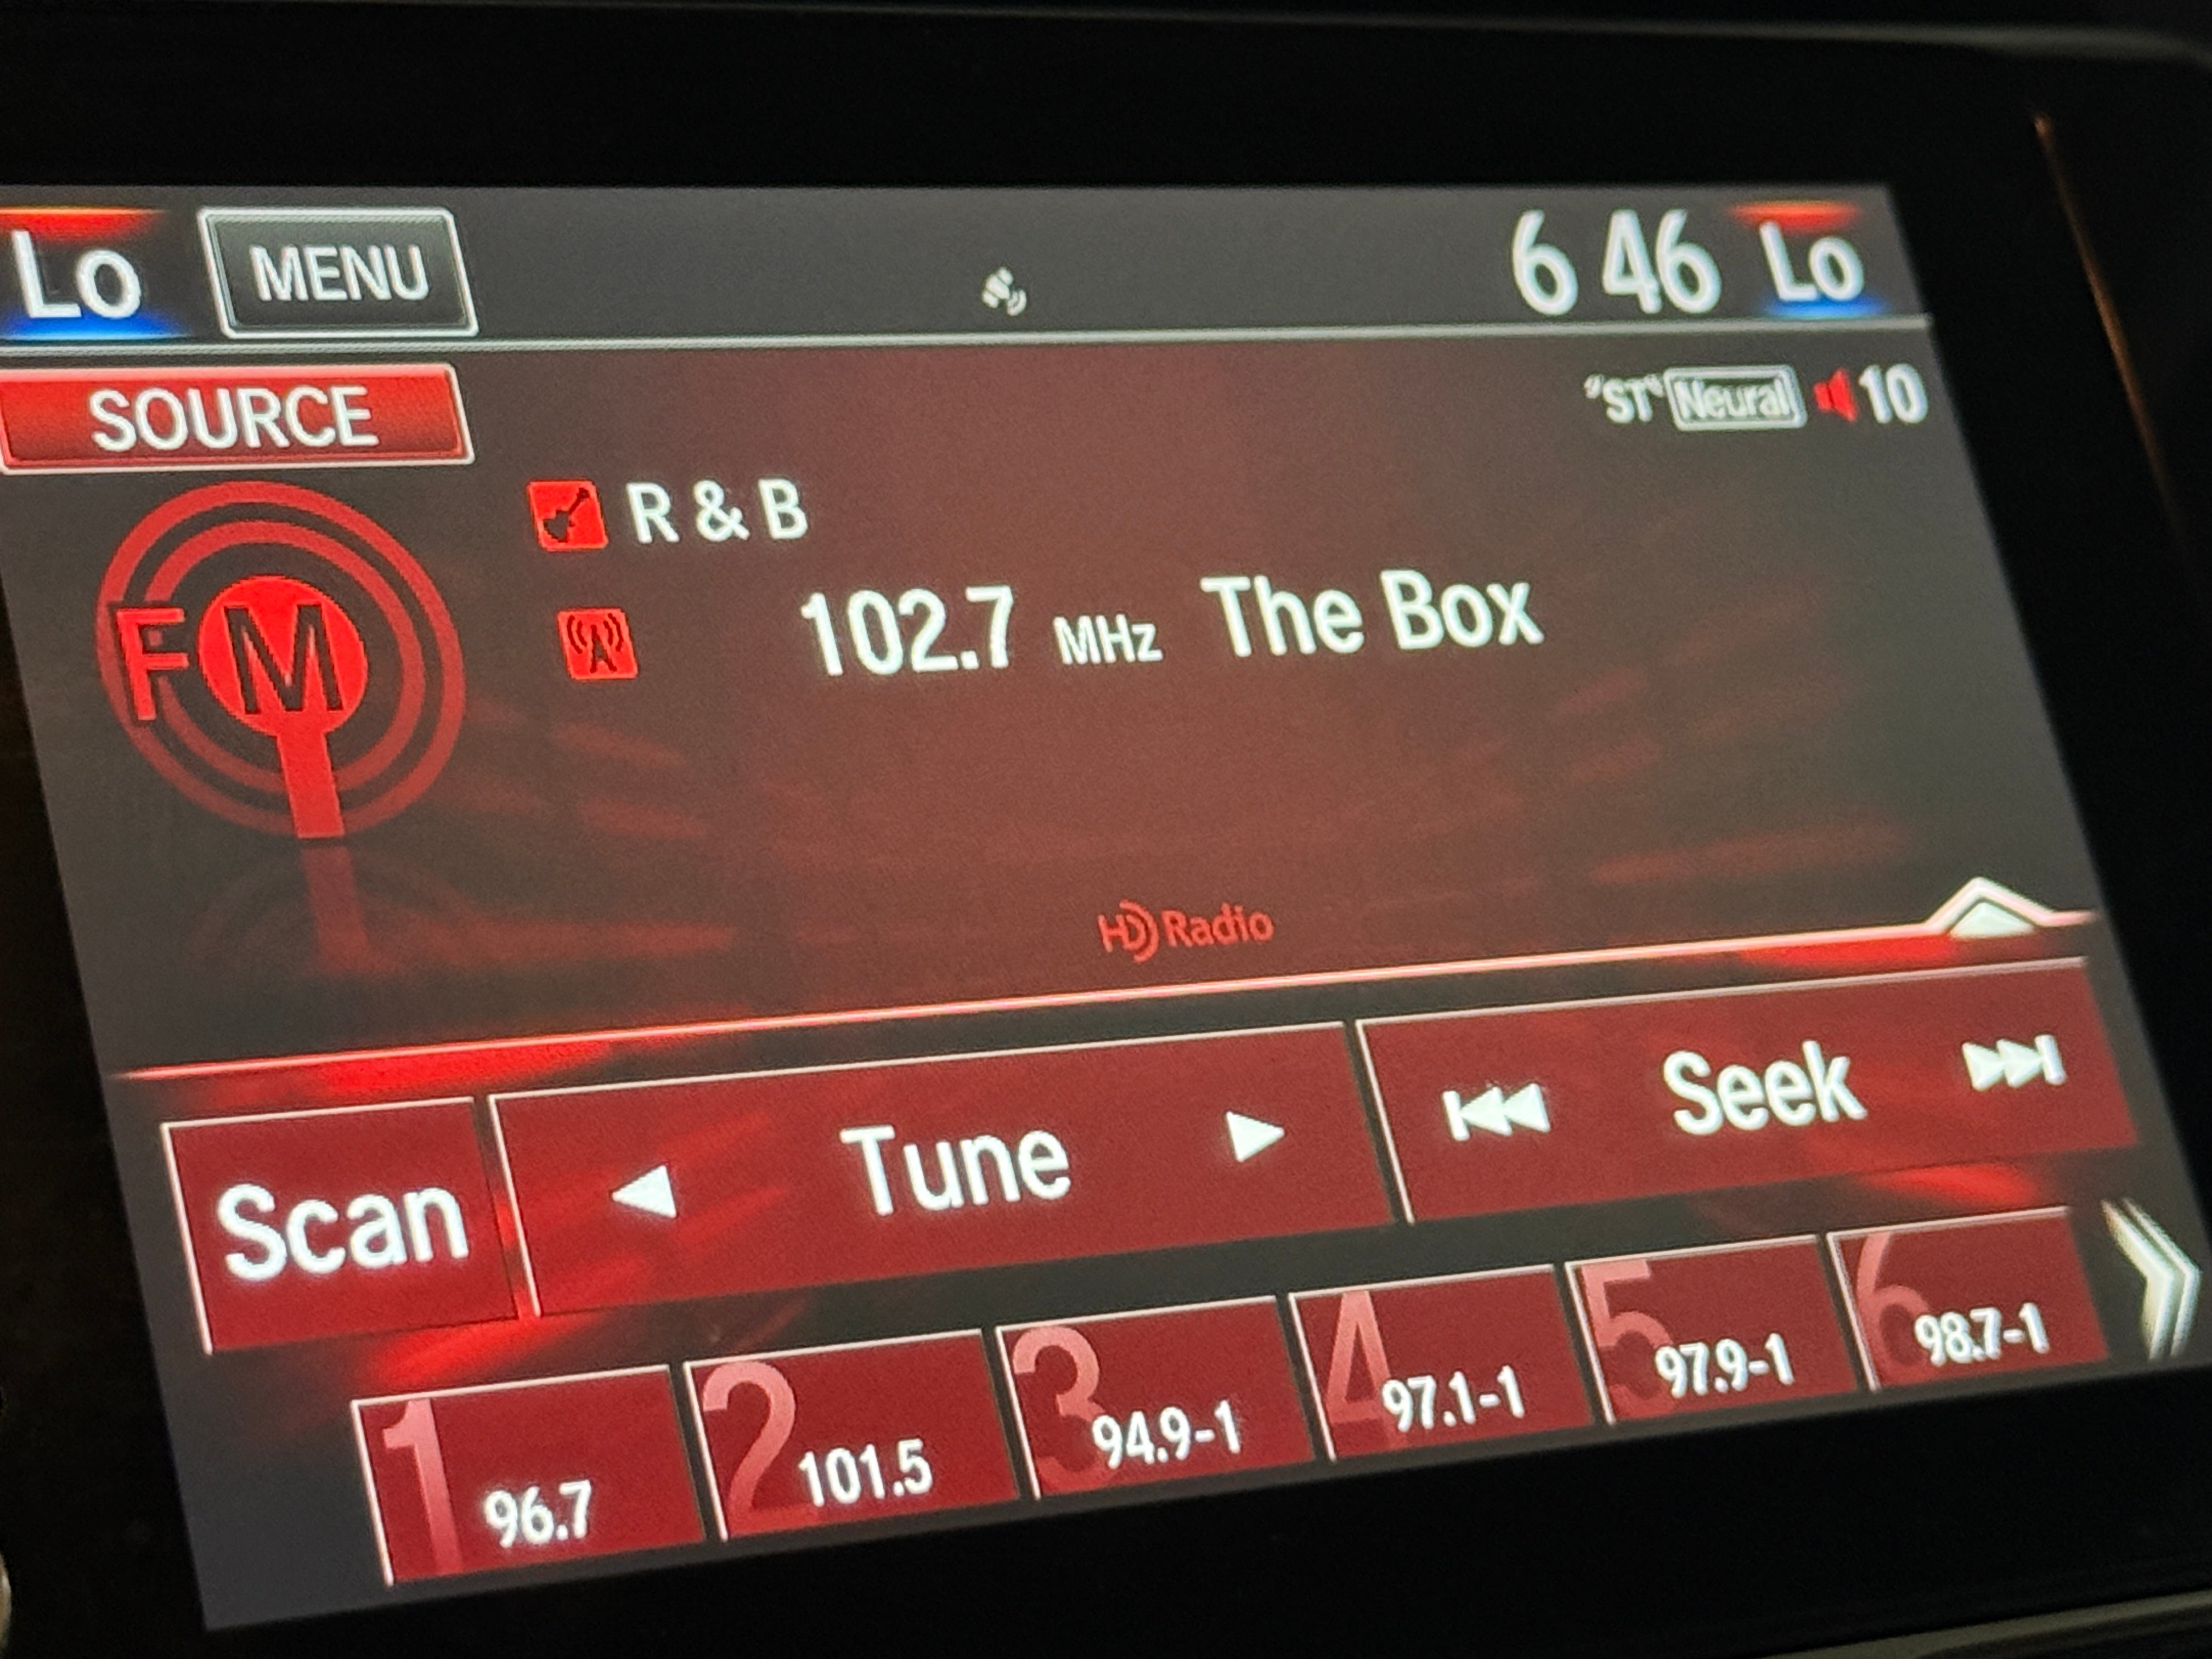 Lo MENU 6 46 Lo
SOURCE ST Neural 10
R & B
FM 102.7 MHz The Box
HD Radio
Scan Tune Seek
1 96.7 2 101.5 3 94.9-1 4 97.1-1 5 97.9-1 6 98.7-1